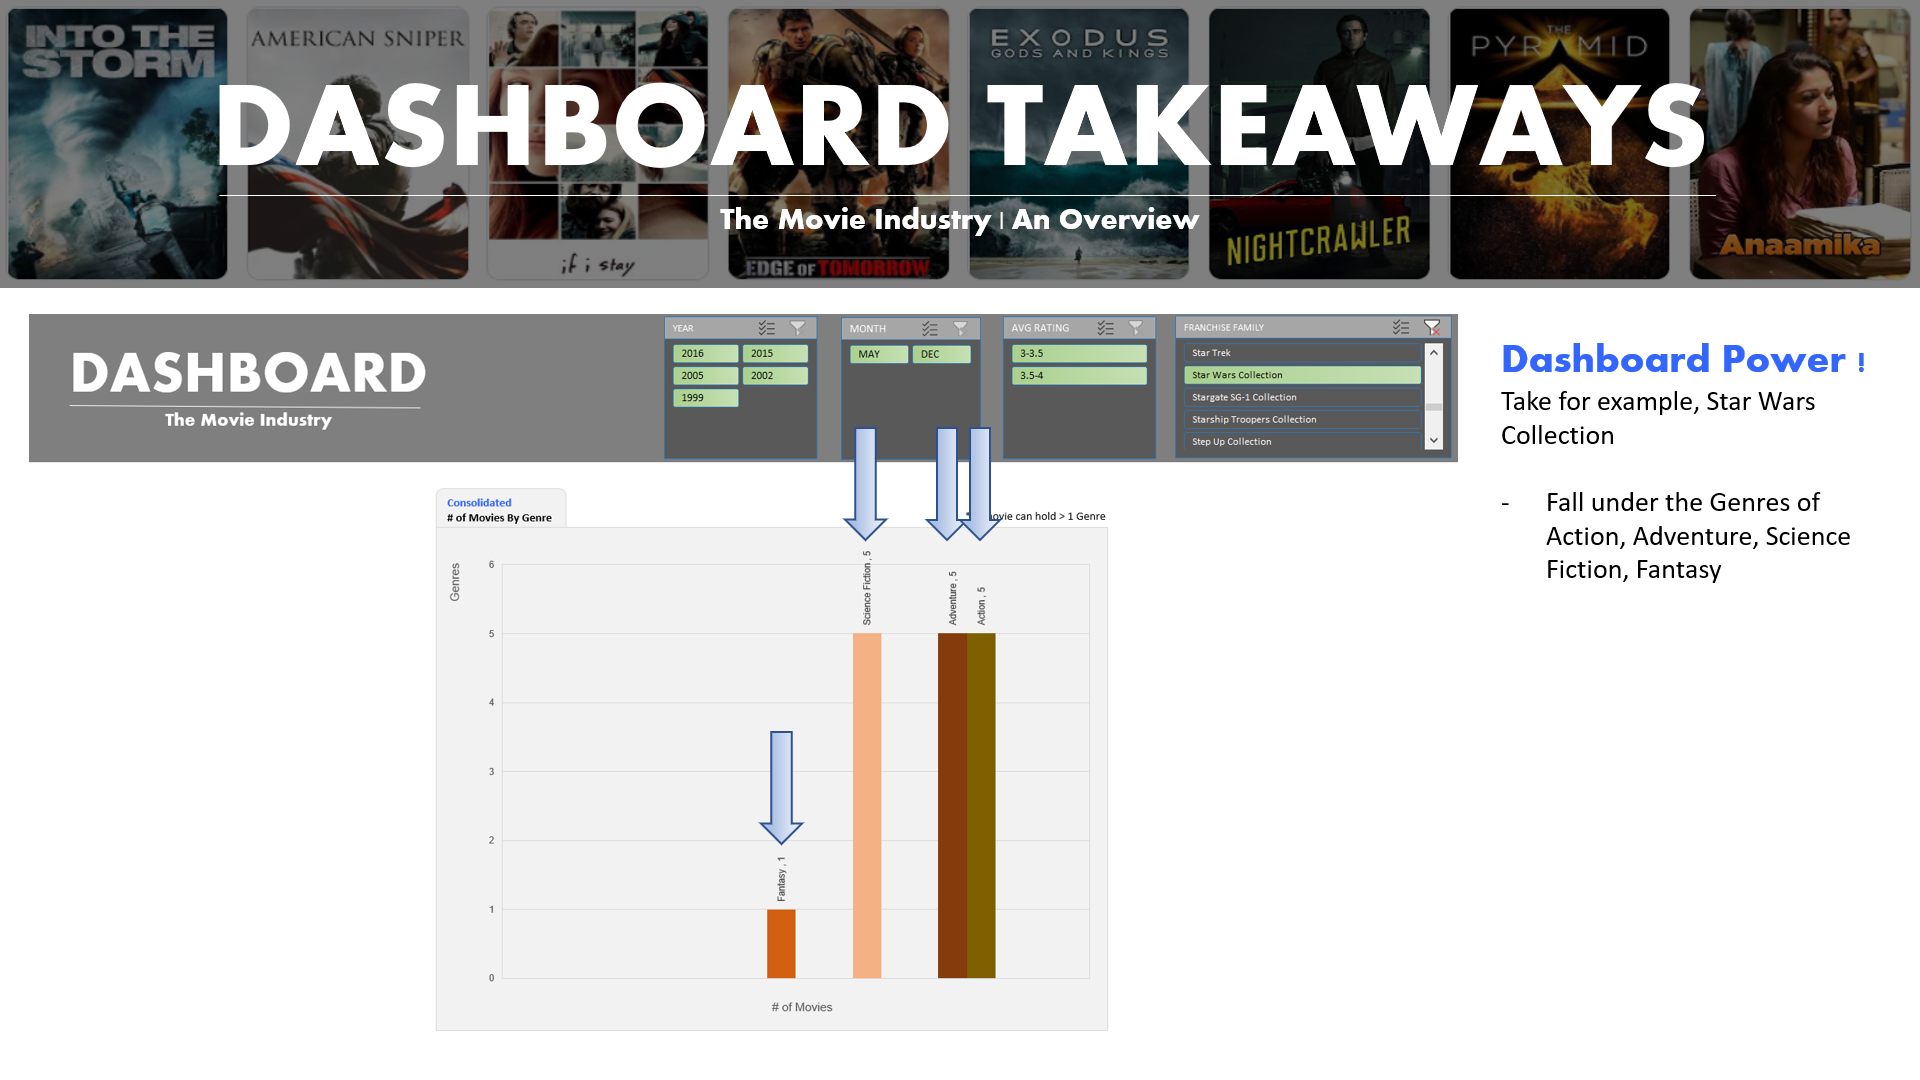 INTO THE
STORM
AMERICAN SNIPER
if i stay
EDGE OF TOMORROW
EXODUS
GODS AND KINGS
NIGHTCRAWLER
THE
PYRAMID
Anaamika
DASHBOARD TAKEAWAYS
The Movie Industry | An Overview
DASHBOARD
The Movie Industry
YEAR
2016 2015
2005 2002
1999
MONTH
MAY DEC
AVG RATING
3-3.5
3.5-4
FRANCHISE FAMILY
Star Trek
Star Wars Collection
Stargate SG-1 Collection
Starship Troopers Collection
Step Up Collection
Dashboard Power !
Take for example, Star Wars
Collection
- Fall under the Genres of
Action, Adventure, Science
Fiction, Fantasy
Consolidated
# of Movies By Genre
can hold > 1 Genre
Genres
6
5
4
3
2
1
0
Fantasy , 1
Science Fiction , 5
Adventure , 5
Action , 5
# of Movies